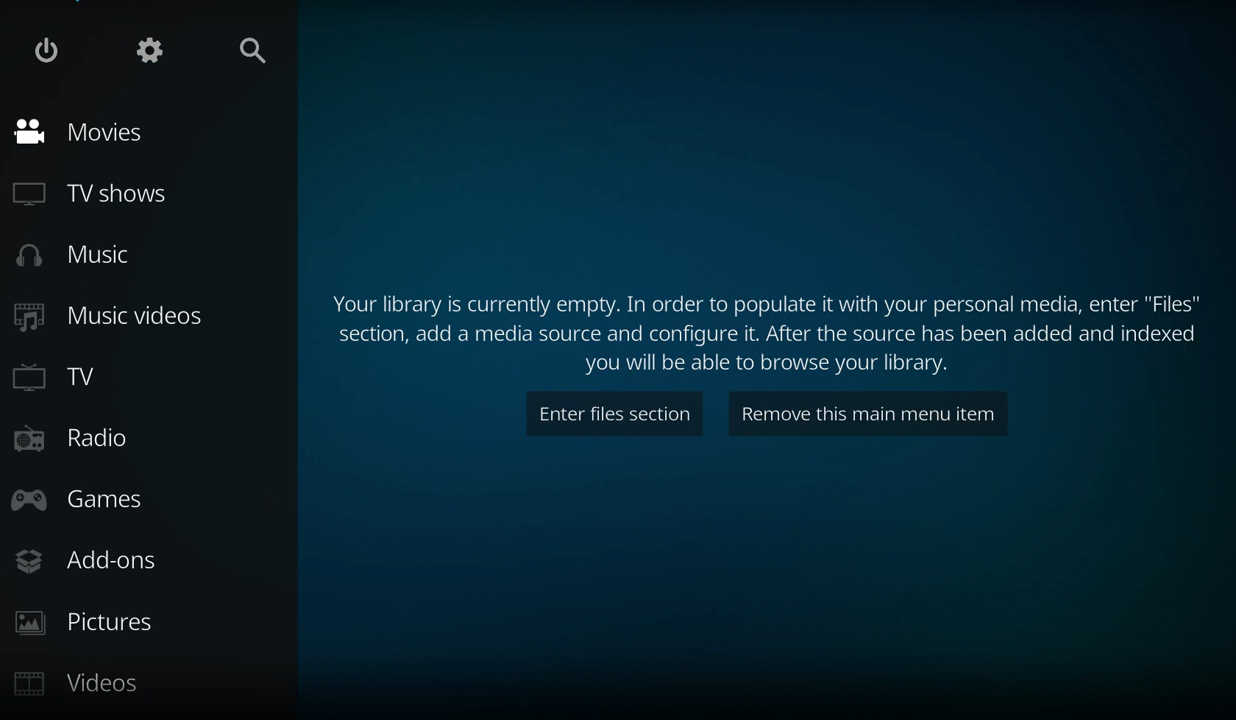 Movies
TV shows
Music
Music videos
TV
Radio
Games
Add-ons
Pictures
Videos
Your library is currently empty. In order to populate it with your personal media, enter "Files"
section, add a media source and configure it. After the source has been added and indexed
you will be able to browse your library.
Enter files section
Remove this main menu item